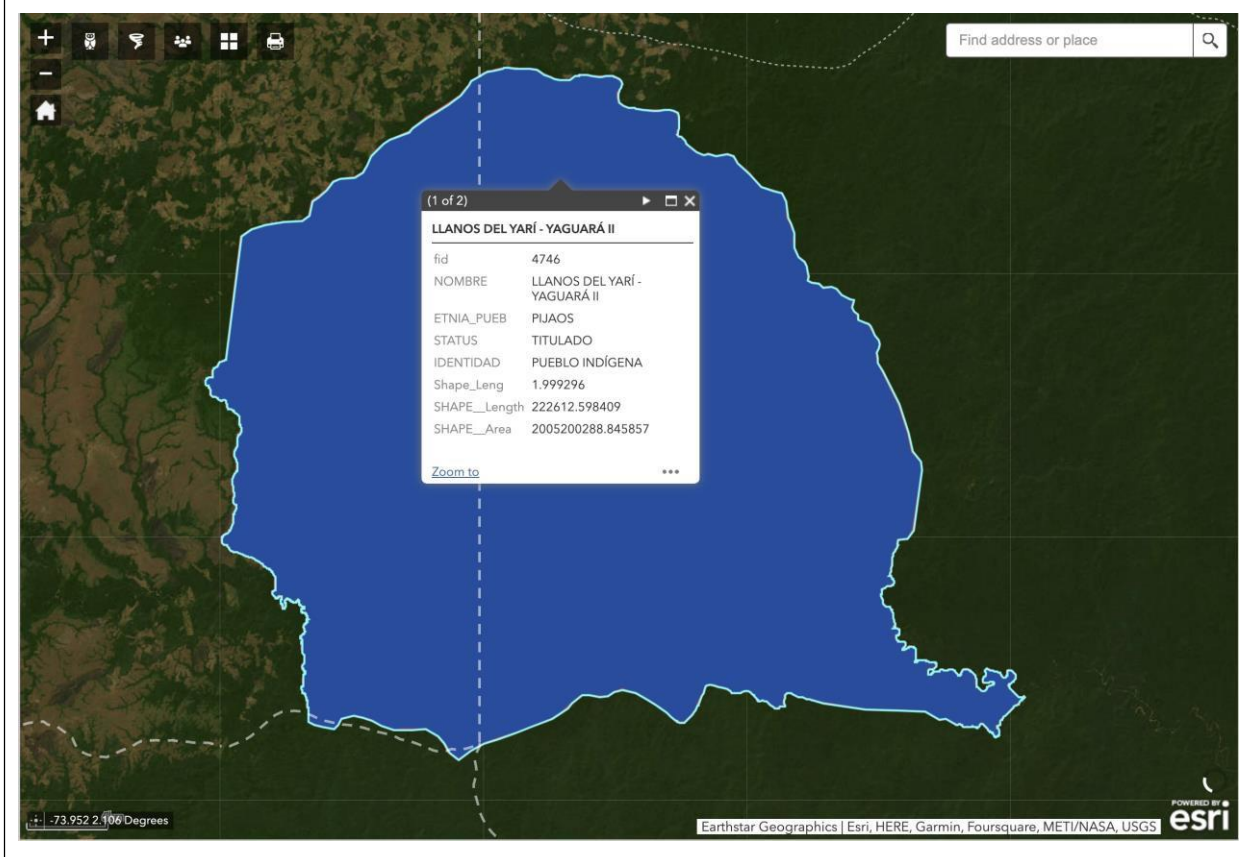 +
Find address or place
−
(1 of 2)
LLANOS DEL YARÍ - YAGUARÁ II
fid 4746
NOMBRE LLANOS DEL YARÍ -
YAGUARÁ II
ETNIA_PUEB PIJAOS
STATUS TITULADO
IDENTIDAD PUEBLO INDÍGENA
Shape_Leng 1.999296
SHAPE__Length 222612.598409
SHAPE__Area 2005200288.845857
Zoom to
-73.952 2.106 Degrees
Earthstar Geographics | Esri, HERE, Garmin, Foursquare, METI/NASA, USGS
POWERED BY
esri